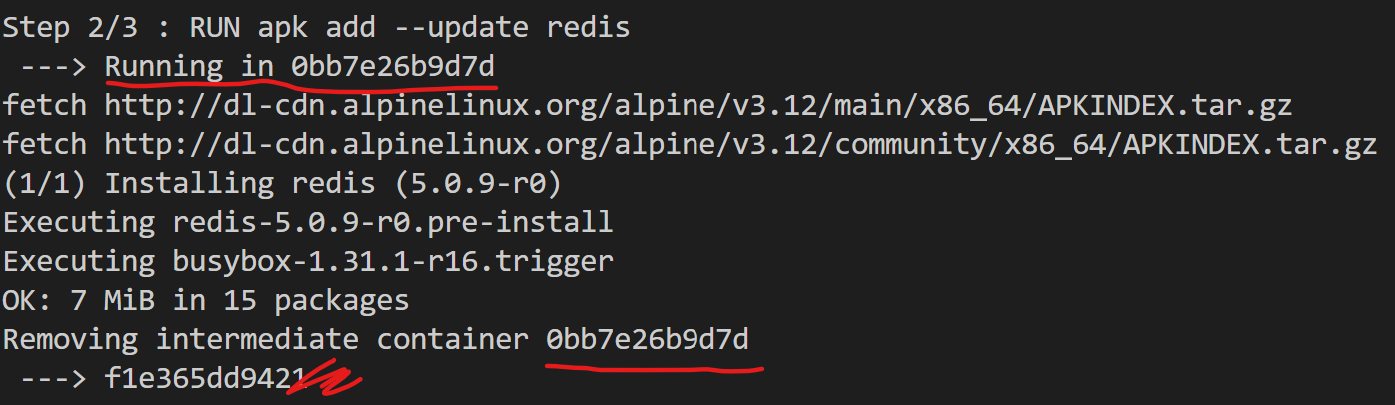 Step 2/3 : RUN apk add --update redis
 ---> Running in 0bb7e26b9d7d
fetch http://dl-cdn.alpinelinux.org/alpine/v3.12/main/x86_64/APKINDEX.tar.gz
fetch http://dl-cdn.alpinelinux.org/alpine/v3.12/community/x86_64/APKINDEX.tar.gz
(1/1) Installing redis (5.0.9-r0)
Executing redis-5.0.9-r0.pre-install
Executing busybox-1.31.1-r16.trigger
OK: 7 MiB in 15 packages
Removing intermediate container 0bb7e26b9d7d
 ---> f1e365dd9421